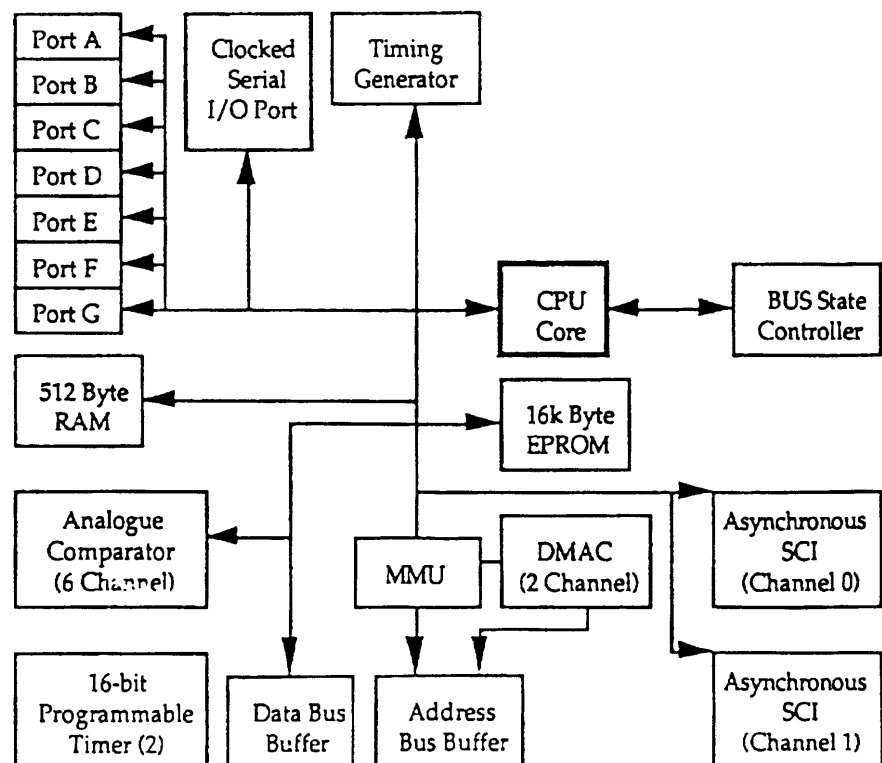 Port A
Port B
Port C
Port D
Port E
Port F
Port G
Clocked
Serial
I/O Port
Timing
Generator
CPU
Core
BUS State
Controller
512 Byte
RAM
16k Byte
EPROM
Analogue
Comparator
(6 Channel)
MMU
DMAC
(2 Channel)
Asynchronous
SCI
(Channel 0)
16-bit
Programmable
Timer (2)
Data Bus
Buffer
Address
Bus Buffer
Asynchronous
SCI
(Channel 1)